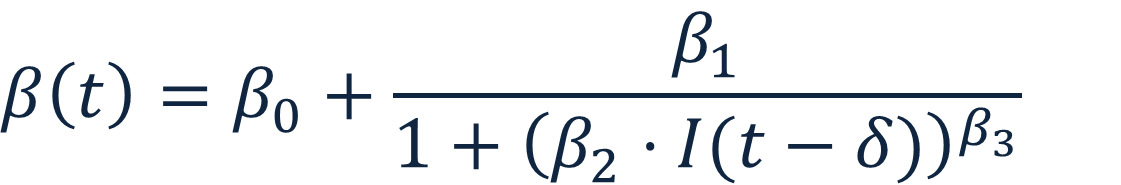 β(t) = β₀ + β₁ / (1 + (β₂ · I(t − δ))^β₃)